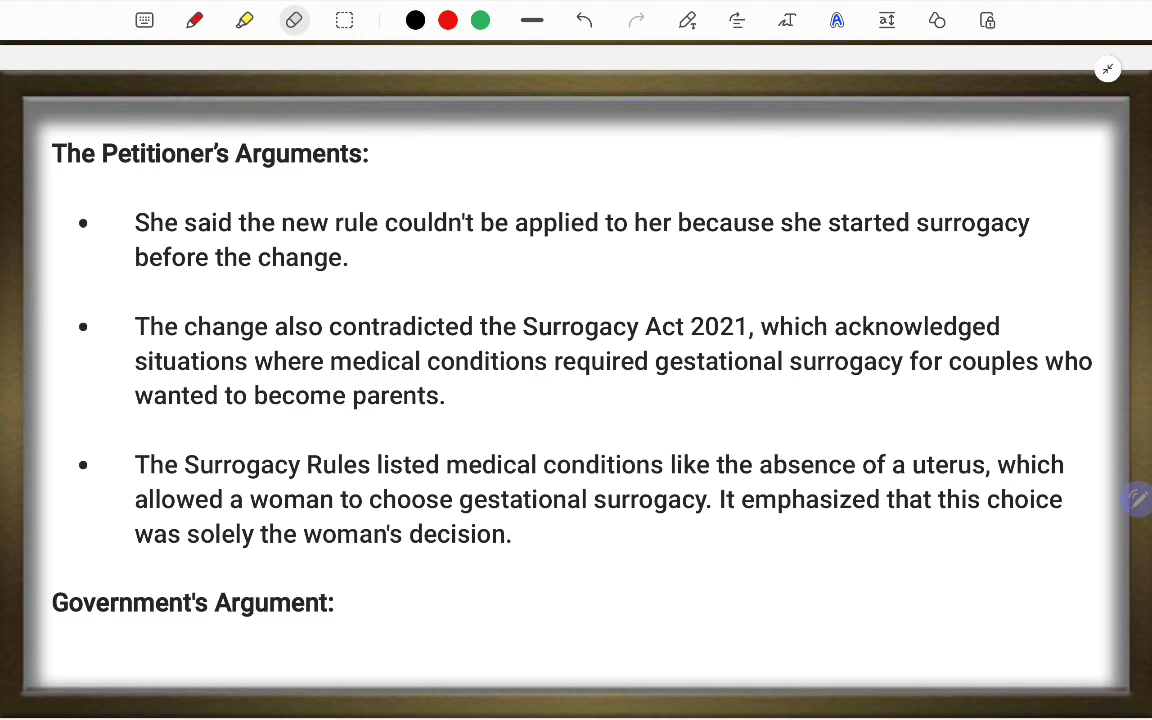 The Petitioner’s Arguments:
• She said the new rule couldn't be applied to her because she started surrogacy
before the change.
• The change also contradicted the Surrogacy Act 2021, which acknowledged
situations where medical conditions required gestational surrogacy for couples who
wanted to become parents.
• The Surrogacy Rules listed medical conditions like the absence of a uterus, which
allowed a woman to choose gestational surrogacy. It emphasized that this choice
was solely the woman's decision.
Government's Argument: